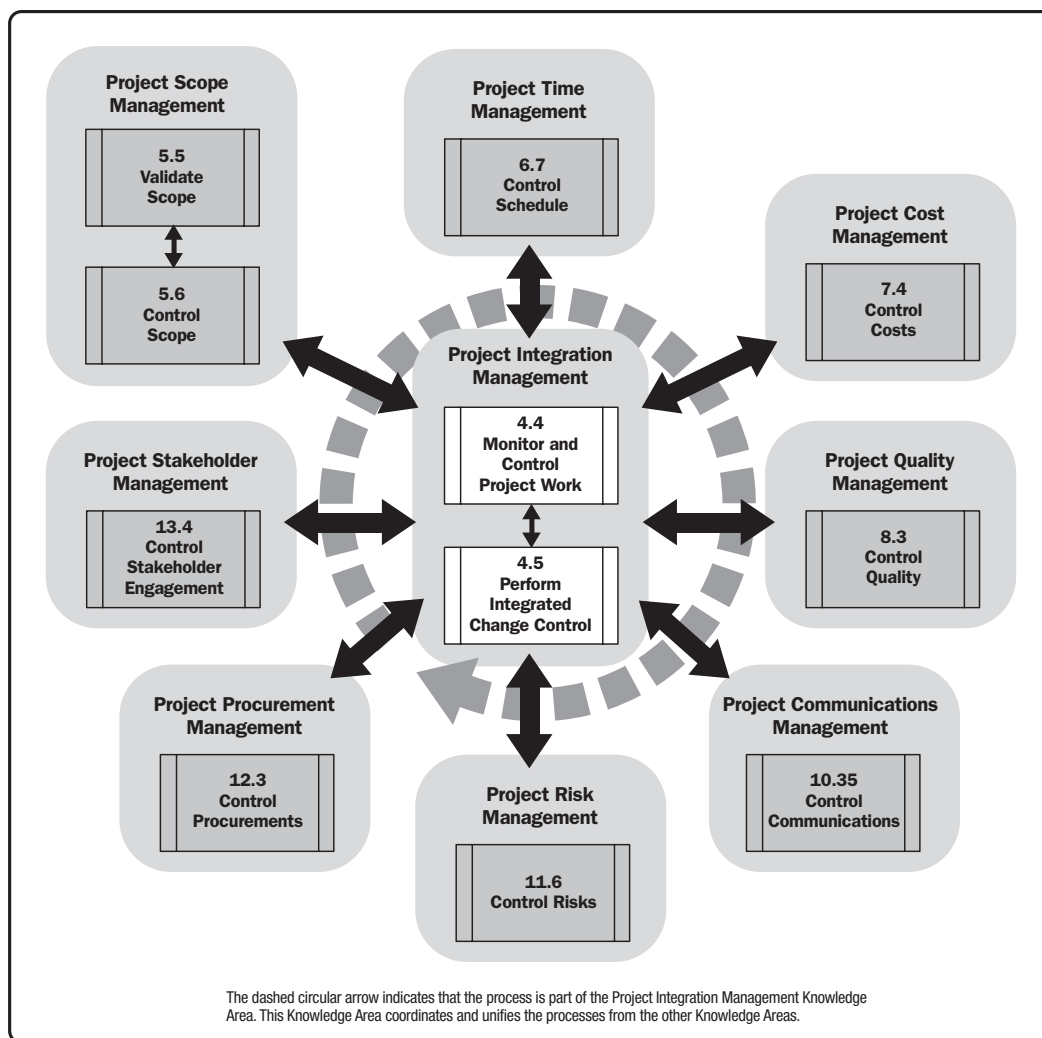 Project Scope
Management
5.5
Validate
Scope
5.6
Control
Scope
Project Time
Management
6.7
Control
Schedule
Project Cost
Management
7.4
Control
Costs
Project Integration
Management
4.4
Monitor and
Control
Project Work
4.5
Perform
Integrated
Change Control
Project Stakeholder
Management
13.4
Control
Stakeholder
Engagement
Project Quality
Management
8.3
Control
Quality
Project Procurement
Management
12.3
Control
Procurements
Project Risk
Management
11.6
Control Risks
Project Communications
Management
10.35
Control
Communications
The dashed circular arrow indicates that the process is part of the Project Integration Management Knowledge
Area. This Knowledge Area coordinates and unifies the processes from the other Knowledge Areas.